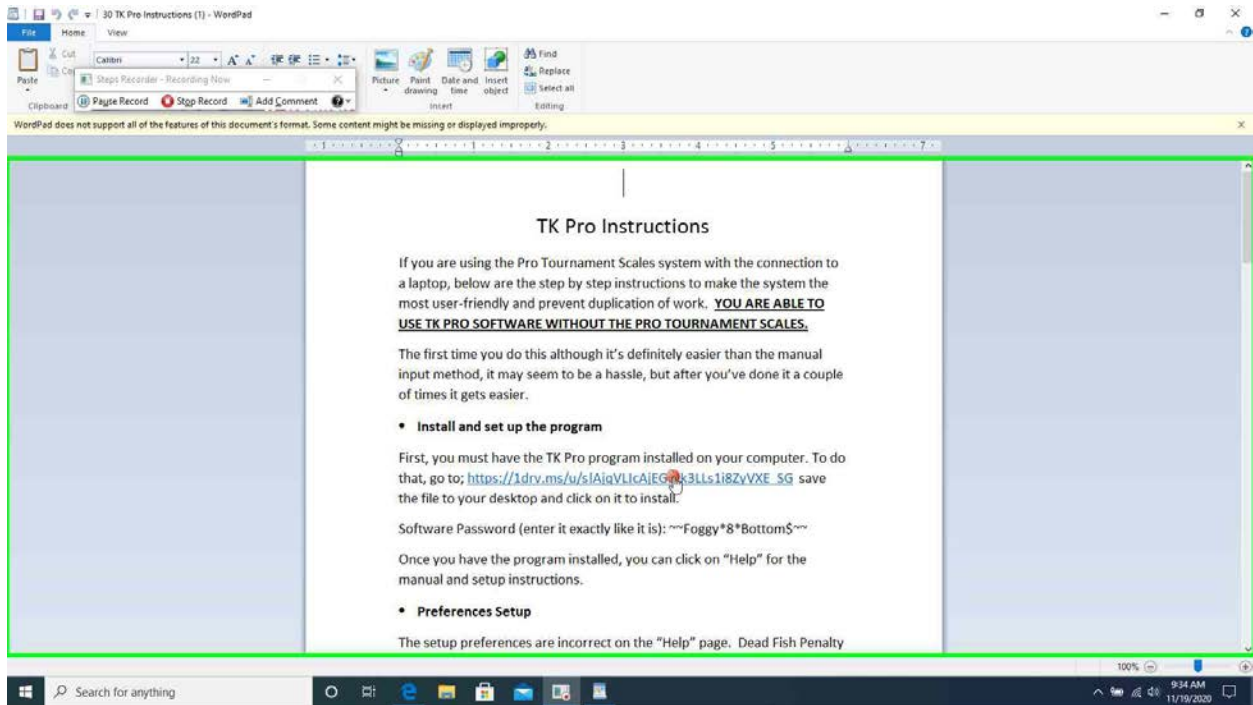 30 TK Pro Instructions (1) - WordPad
File Home View
Cut
Calibri 22
Paste
Steps Recorder - Recording Now
Pause Record Stop Record Add Comment
Clipboard
Picture Paint drawing Date and time Insert object
Insert
Find
Replace
Select all
Editing
WordPad does not support all of the features of this document's format. Some content might be missing or displayed improperly.
1 1 2 3 4 5 7
TK Pro Instructions
If you are using the Pro Tournament Scales system with the connection to
a laptop, below are the step by step instructions to make the system the
most user-friendly and prevent duplication of work. YOU ARE ABLE TO
USE TK PRO SOFTWARE WITHOUT THE PRO TOURNAMENT SCALES.
The first time you do this although it's definitely easier than the manual
input method, it may seem to be a hassle, but after you've done it a couple
of times it gets easier.
• Install and set up the program
First, you must have the TK Pro program installed on your computer. To do
that, go to; save
the file to your desktop and click on it to install.
Software Password (enter it exactly like it is): ~~Foggy*8*Bottom$~~
Once you have the program installed, you can click on "Help" for the
manual and setup instructions.
• Preferences Setup
The setup preferences are incorrect on the "Help" page. Dead Fish Penalty
100%
Search for anything
9:34 AM
11/19/2020